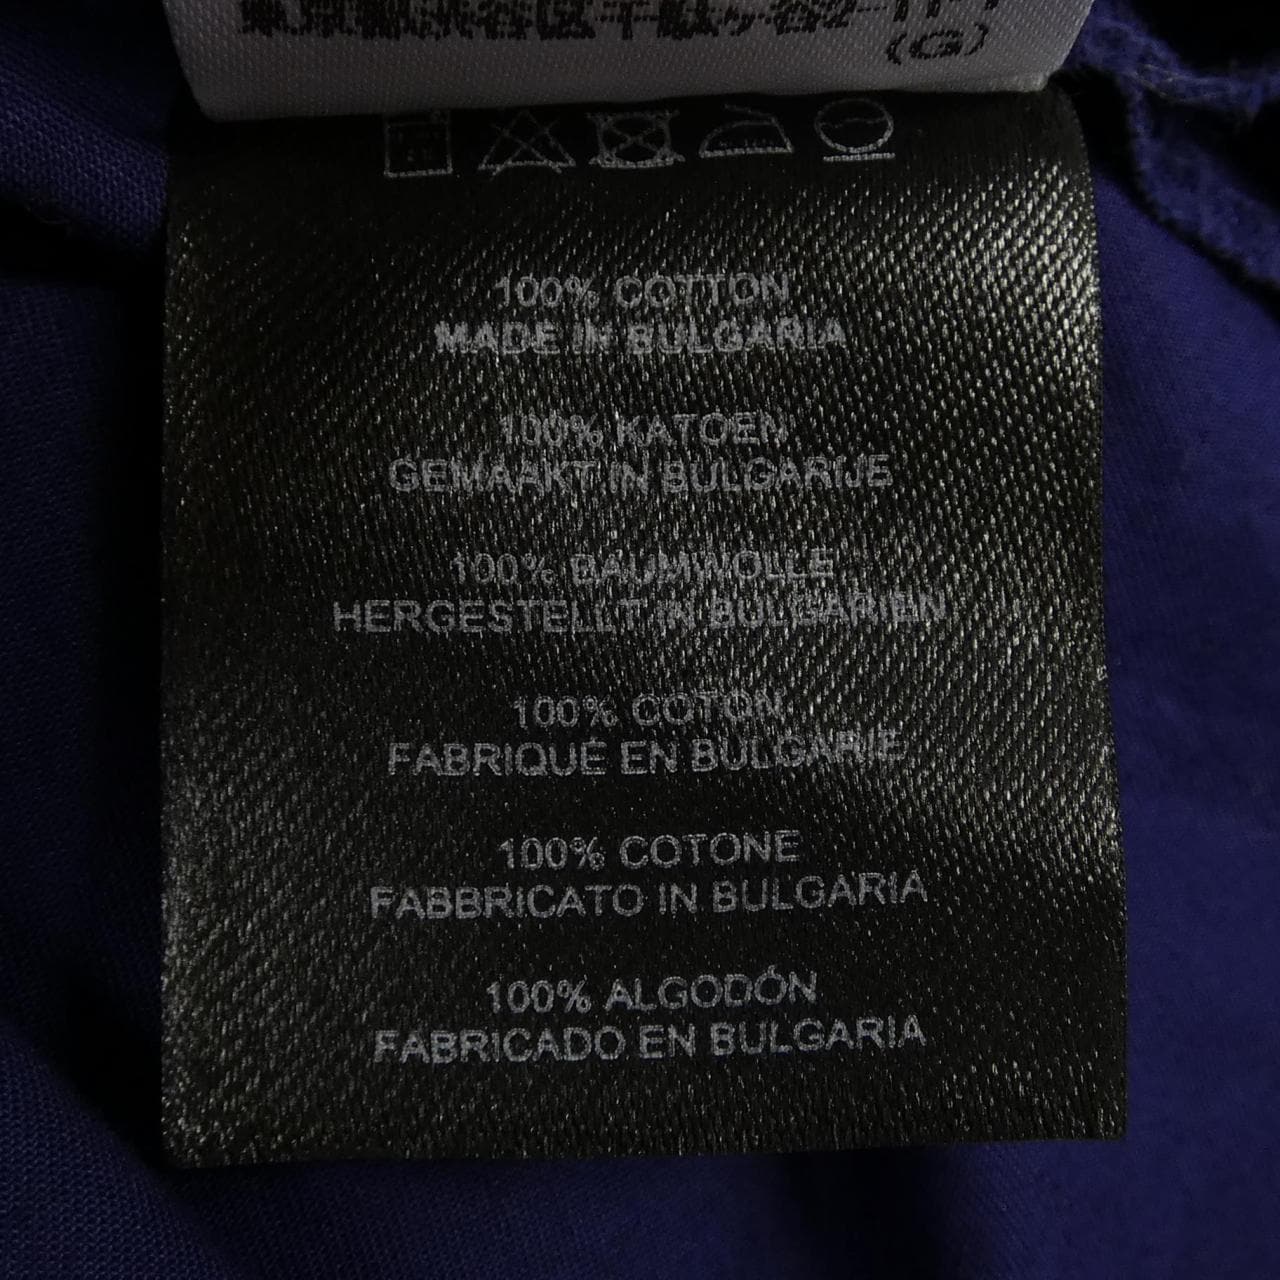 (G)
100% COTTON
MADE IN BULGARIA
100% KATOEN
GEMAAKT IN BULGARIJE
100% BAUMWOLLE
HERGESTELLT IN BULGARIEN
100% COTON
FABRIQUÉ EN BULGARIE
100% COTONE
FABBRICATO IN BULGARIA
100% ALGODÓN
FABRICADO EN BULGARIA